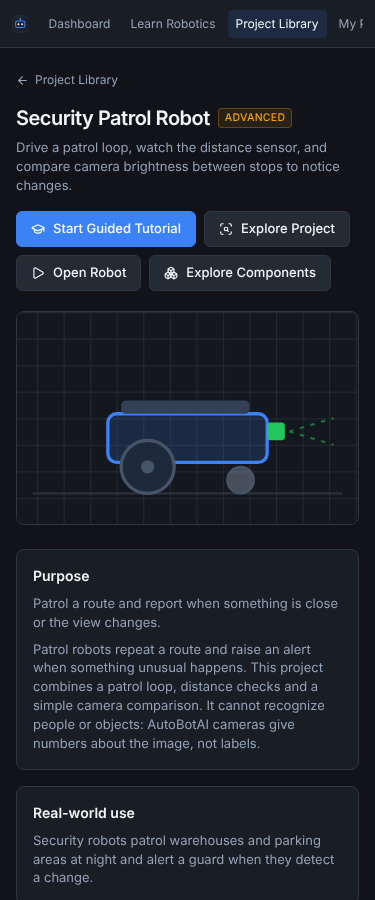 Dashboard
Learn Robotics
Project Library
My
Project Library
Security Patrol Robot
ADVANCED
Drive a patrol loop, watch the distance sensor, and
compare camera brightness between stops to notice
changes.
Start Guided Tutorial
Explore Project
Open Robot
Explore Components
Purpose
Patrol a route and report when something is close
or the view changes.
Patrol robots repeat a route and raise an alert
when something unusual happens. This project
combines a patrol loop, distance checks and a
simple camera comparison. It cannot recognize
people or objects: AutoBotAI cameras give
numbers about the image, not labels.
Real-world use
Security robots patrol warehouses and parking
areas at night and alert a guard when they detect
a change.